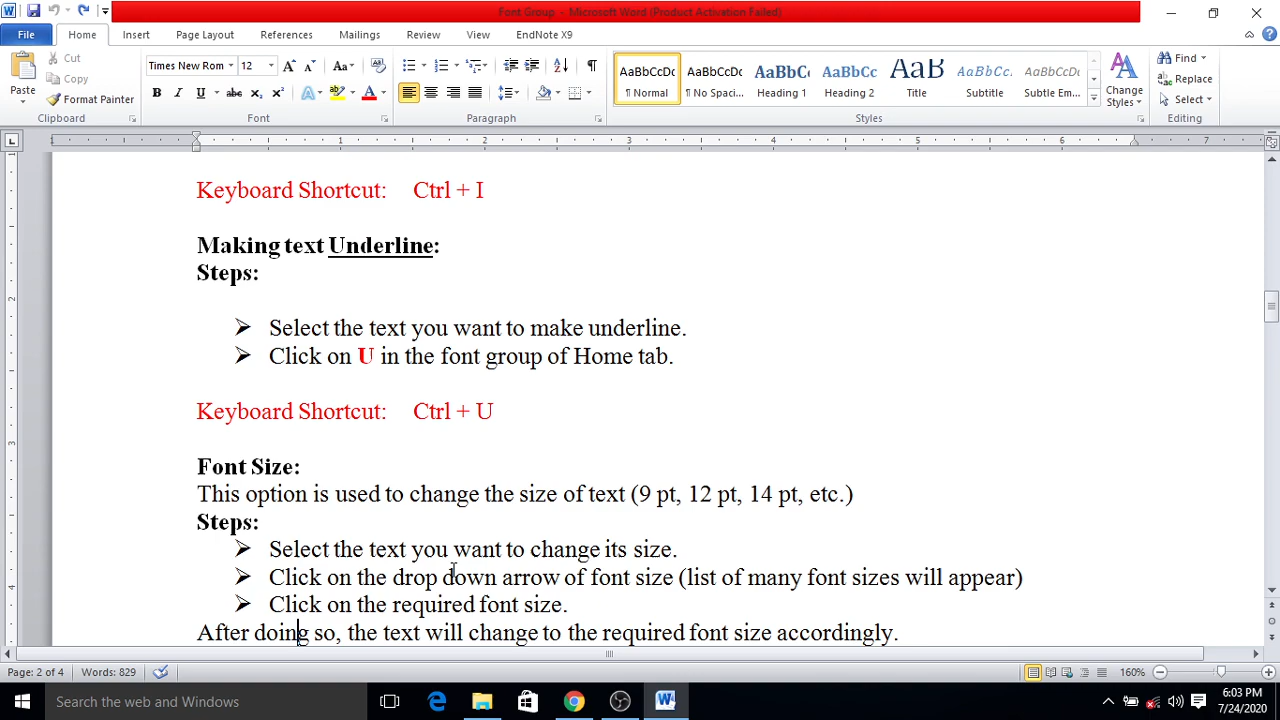 Font Group - Microsoft Word (Product Activation Failed)
File Home Insert Page Layout References Mailings Review View EndNote X9
Paste
Cut
Copy
Format Painter
Clipboard
Times New Rom 12
Font
Paragraph
AaBbCcDc AaBbCcDc AaBbCc AaBbCc AaB AaBbCcDc AaBbCcDc
¶ Normal ¶ No Spaci... Heading 1 Heading 2 Title Subtitle Subtle Em...
Change Styles
Styles
Find
Replace
Select
Editing
1 2 3 4 5 6 7
Keyboard Shortcut: Ctrl + I
Making text Underline:
Steps:
➢ Select the text you want to make underline.
➢ Click on U in the font group of Home tab.
Keyboard Shortcut: Ctrl + U
Font Size:
This option is used to change the size of text (9 pt, 12 pt, 14 pt, etc.)
Steps:
➢ Select the text you want to change its size.
➢ Click on the drop down arrow of font size (list of many font sizes will appear)
➢ Click on the required font size.
After doing so, the text will change to the required font size accordingly.
Page: 2 of 4 Words: 829 160%
Search the web and Windows
6:03 PM
7/24/2020